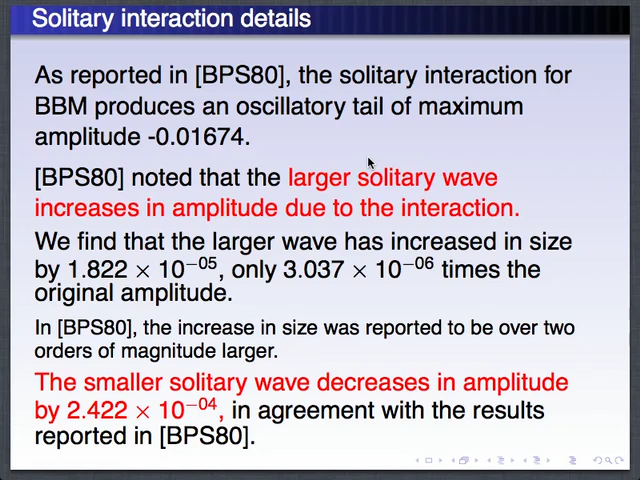 Solitary interaction details
As reported in [BPS80], the solitary interaction for
BBM produces an oscillatory tail of maximum
amplitude -0.01674.
[BPS80] noted that the larger solitary wave
increases in amplitude due to the interaction.
We find that the larger wave has increased in size
by 1.822 × 10⁻⁰⁵, only 3.037 × 10⁻⁰⁶ times the
original amplitude.
In [BPS80], the increase in size was reported to be over two
orders of magnitude larger.
The smaller solitary wave decreases in amplitude
by 2.422 × 10⁻⁰⁴, in agreement with the results
reported in [BPS80].